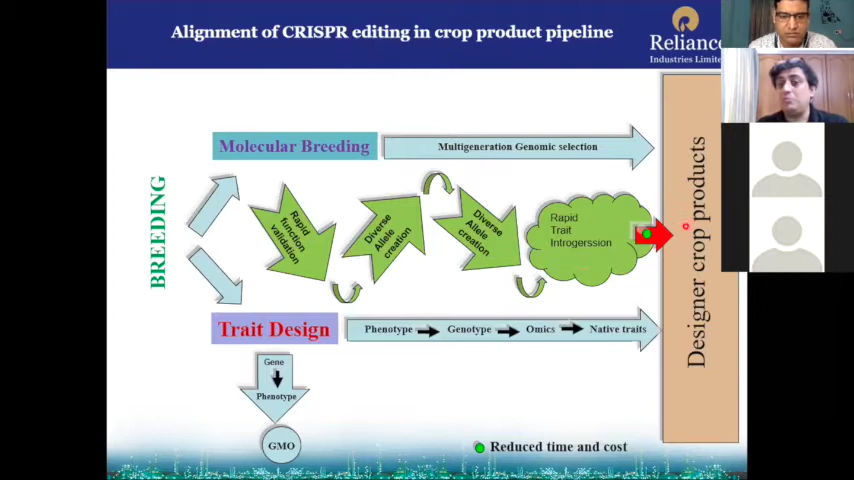 Alignment of CRISPR editing in crop product pipeline
Reliance
Industries Limite
Molecular Breeding
Multigeneration Genomic selection
BREEDING
Rapid
function
validation
Diverse
Allele
creation
Diverse
Allele
creation
Rapid
Trait
Introgerssion
Designer crop products
Trait Design
Phenotype
Genotype
Omics
Native traits
Gene
Phenotype
GMO
Reduced time and cost